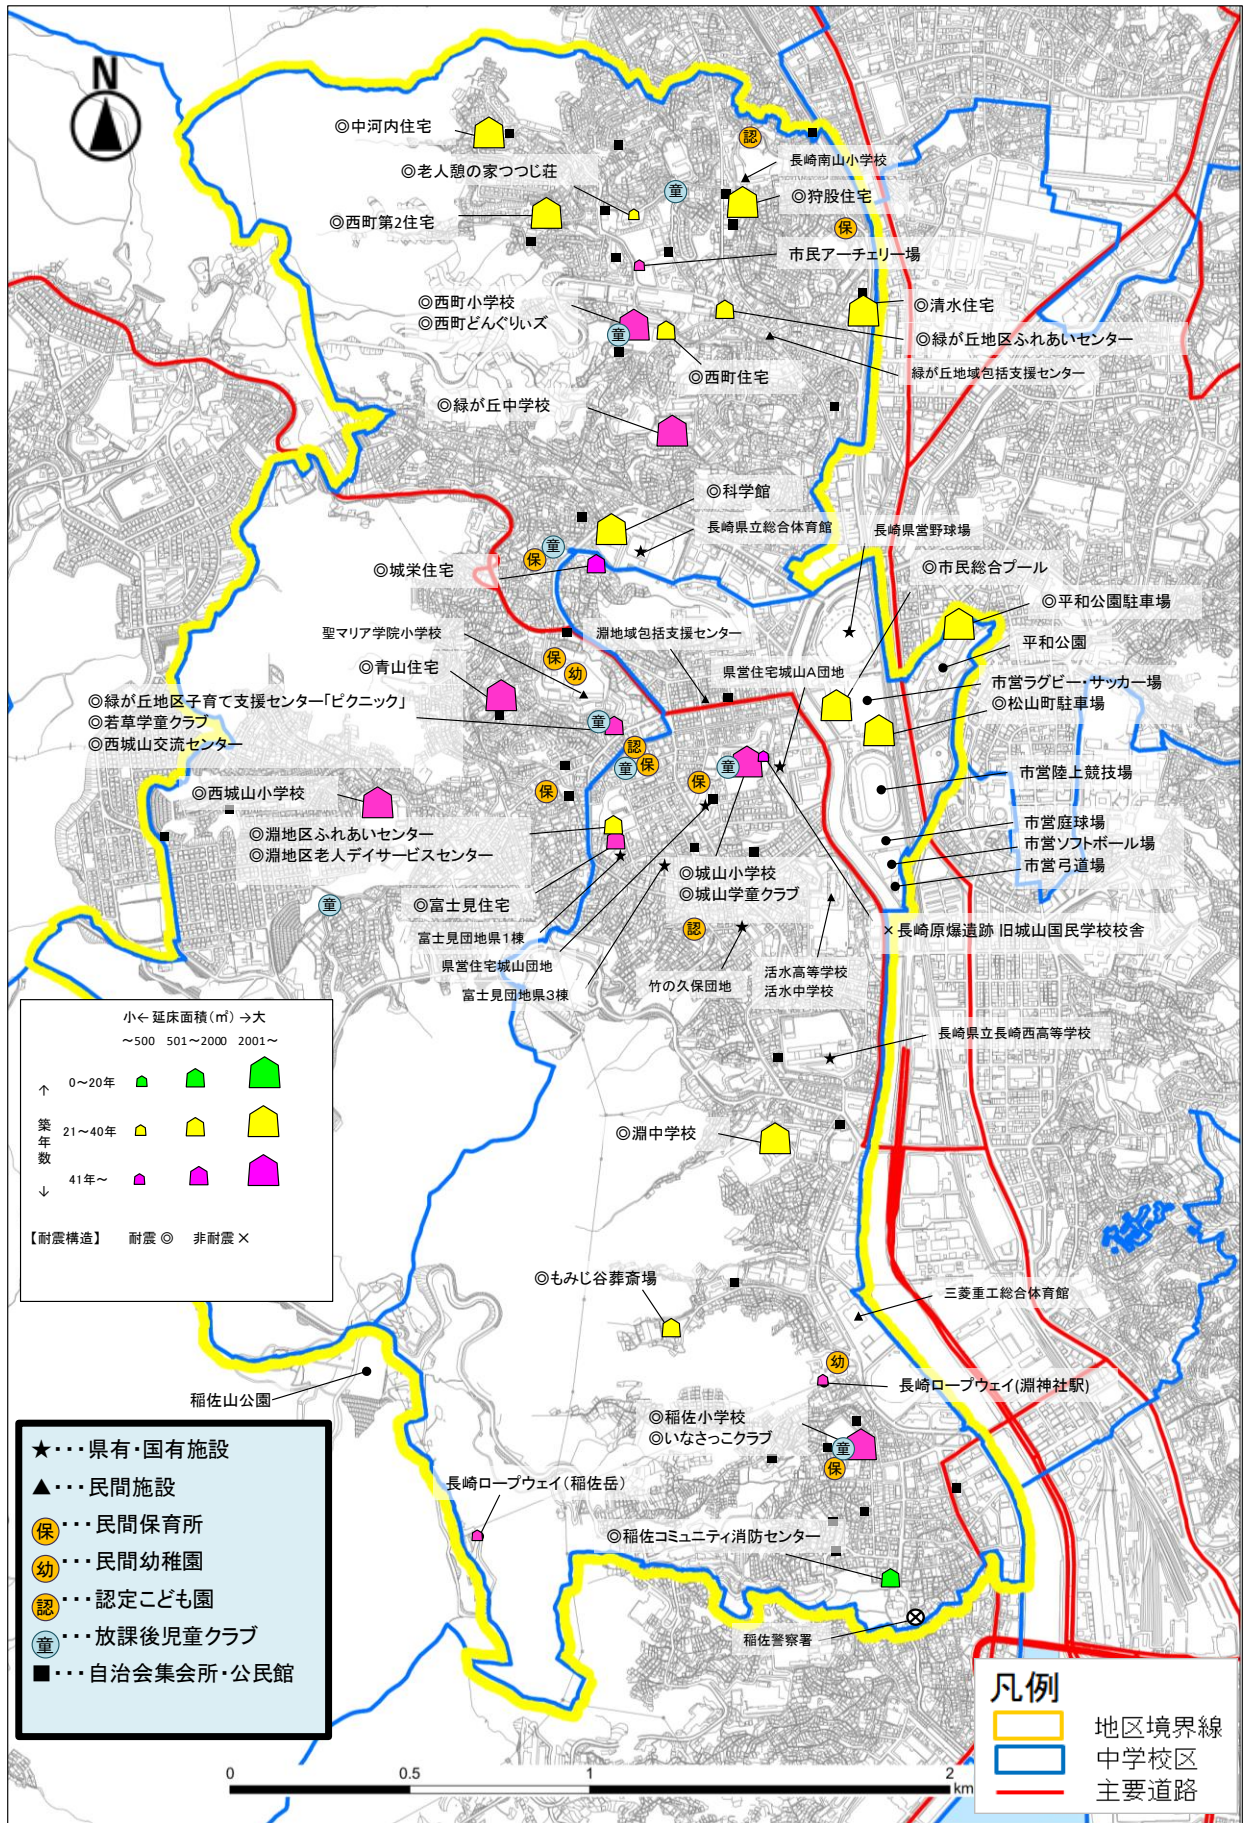 N
◎中河内住宅
認
長崎南山小学校
◎老人憩の家つつじ荘
童
◎狩股住宅
◎西町第2住宅
保
市民アーチェリー場
◎西町小学校
◎西町どんぐりぃズ
童
◎清水住宅
◎緑が丘地区ふれあいセンター
◎西町住宅
緑が丘地域包括支援センター
◎緑が丘中学校
◎科学館
長崎県立総合体育館
長崎県営野球場
保
童
◎城栄住宅
◎市民総合プール
◎平和公園駐車場
聖マリア学院小学校
淵地域包括支援センター
平和公園
保
幼
◎青山住宅
県営住宅城山A団地
市営ラグビー・サッカー場
◎松山町駐車場
◎緑が丘地区子育て支援センター「ピクニック」
◎若草学童クラブ
◎西城山交流センター
童
認
保
童
童
保
保
市営陸上競技場
◎西城山小学校
市営庭球場
市営ソフトボール場
市営弓道場
◎淵地区ふれあいセンター
◎淵地区老人デイサービスセンター
◎城山小学校
◎城山学童クラブ
童
◎富士見住宅
認
×長崎原爆遺跡 旧城山国民学校校舎
富士見団地県1棟
県営住宅城山団地
富士見団地県3棟
竹の久保団地
活水高等学校
活水中学校
長崎県立長崎西高等学校
小← 延床面積(㎡) →大
~500 501~2000 2001~
↑
築年数
↓
0~20年
21~40年
41年~
【耐震構造】 耐震 ◎ 非耐震 ×
◎淵中学校
◎もみじ谷葬斎場
三菱重工総合体育館
幼
稲佐山公園
長崎ロープウェイ(淵神社駅)
◎稲佐小学校
◎いなさっこクラブ
童
保
長崎ロープウェイ(稲佐岳)
◎稲佐コミュニティ消防センター
稲佐警察署
★・・・県有・国有施設
▲・・・民間施設
保・・・民間保育所
幼・・・民間幼稚園
認・・・認定こども園
童・・・放課後児童クラブ
■・・・自治会集会所・公民館
凡例
地区境界線
中学校区
主要道路
0 0.5 1 2
km